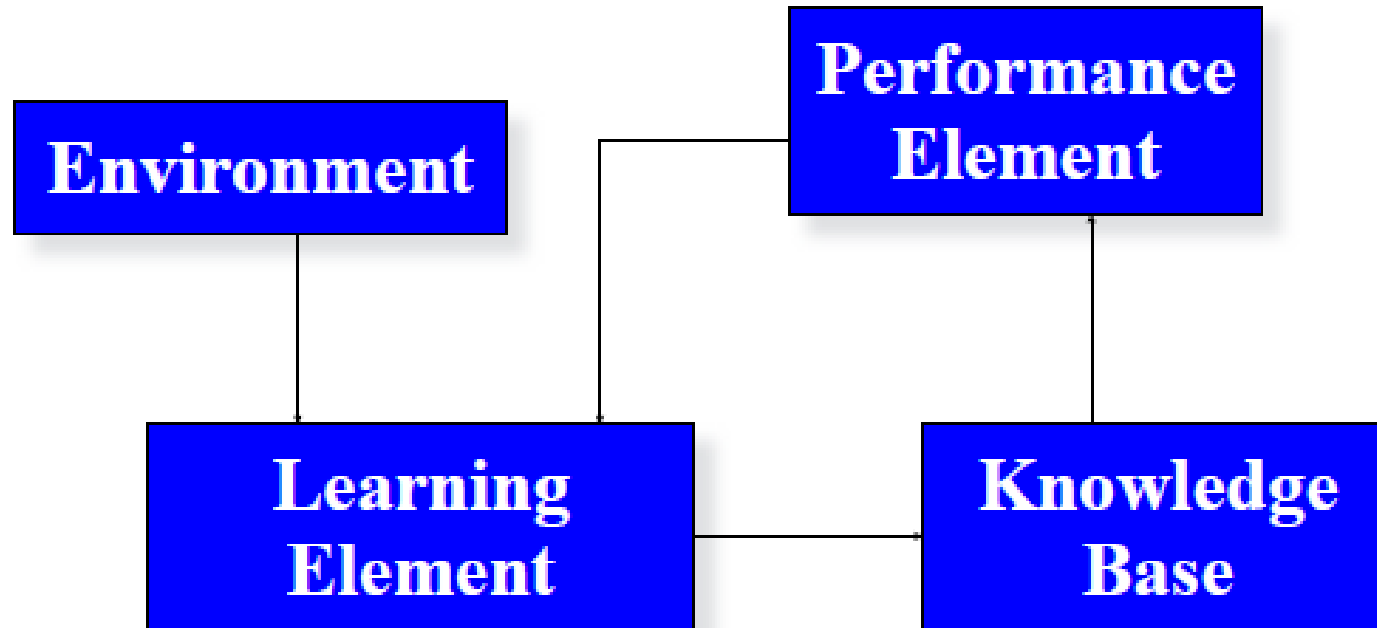 Environment
Performance
Element
Learning
Element
Knowledge
Base